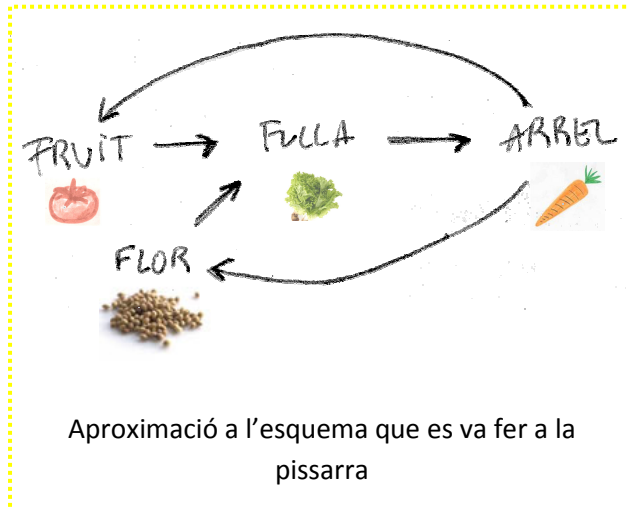 FRUIT FULLA ARREL
FLOR
Aproximació a l’esquema que es va fer a la
pissarra